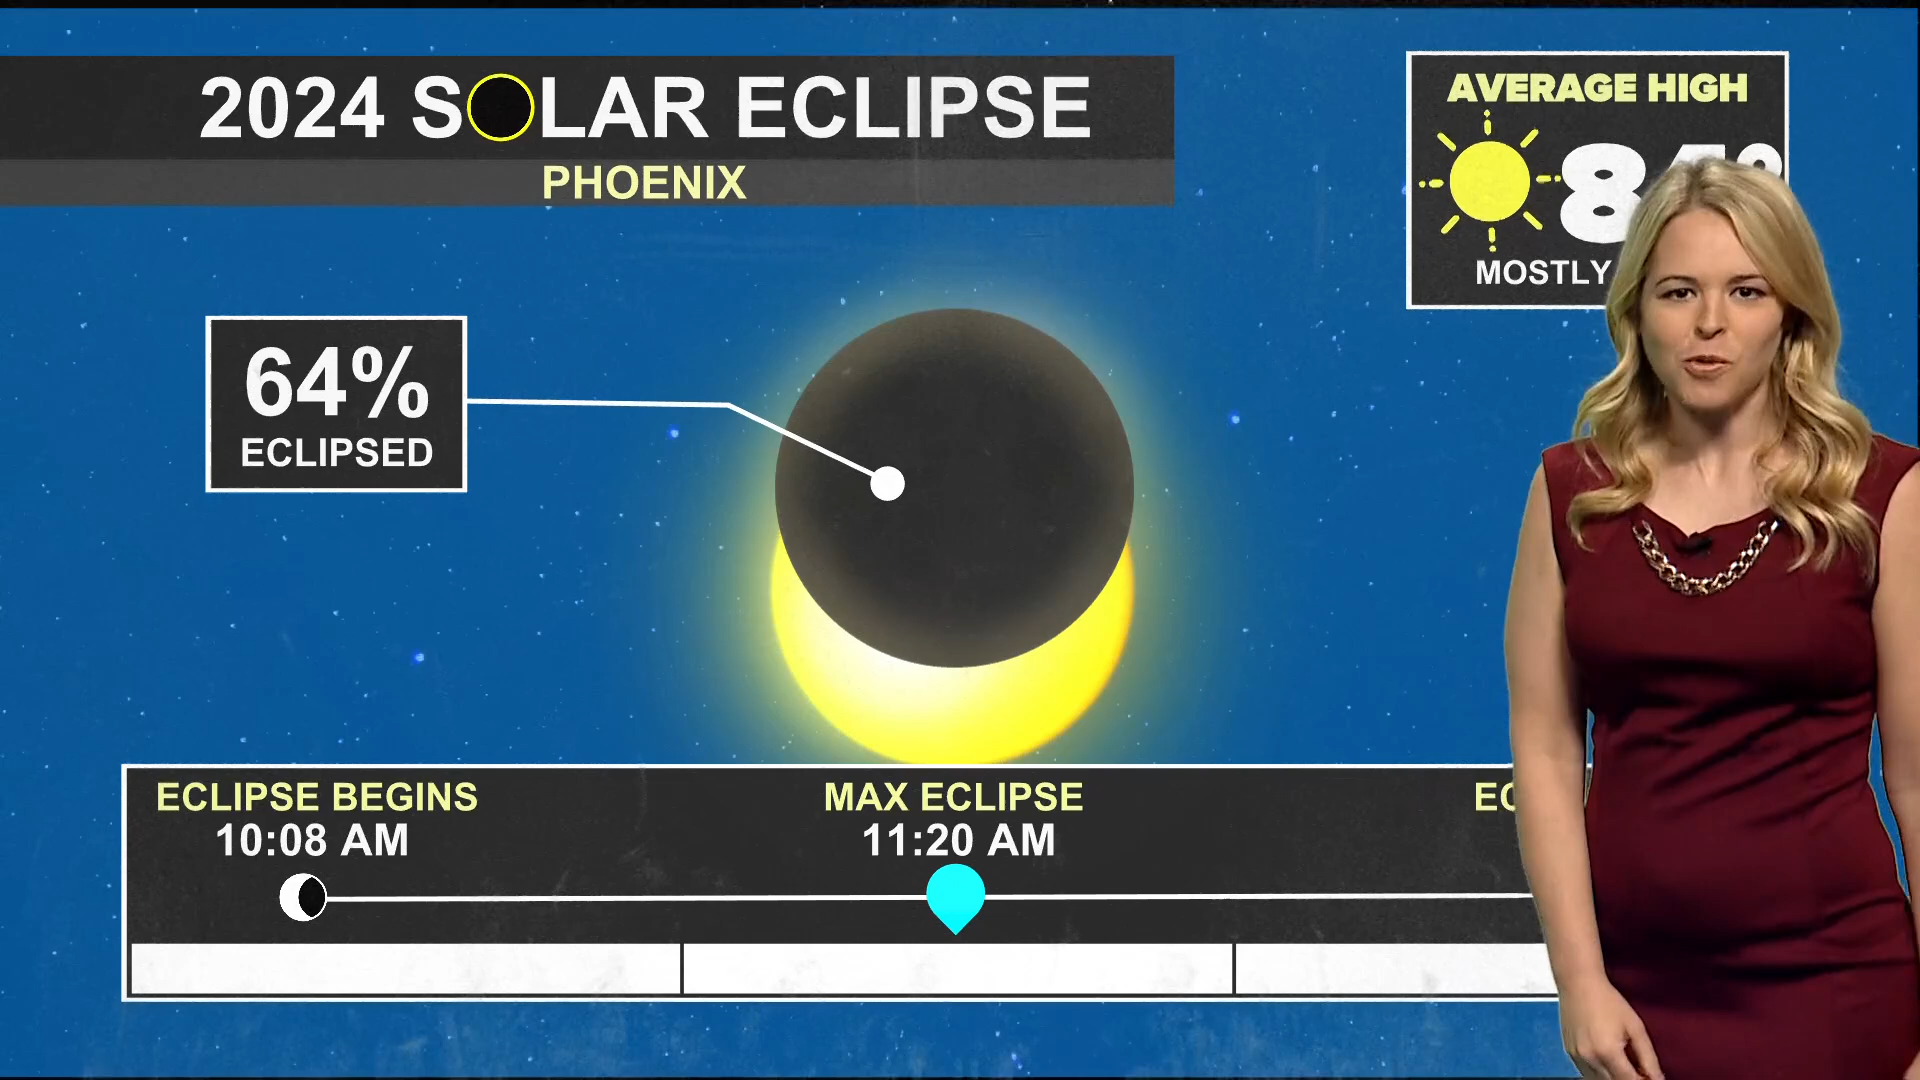 2024 SOLAR ECLIPSE
PHOENIX
AVERAGE HIGH
MOSTLY
64%
ECLIPSED
ECLIPSE BEGINS
10:08 AM
MAX ECLIPSE
11:20 AM